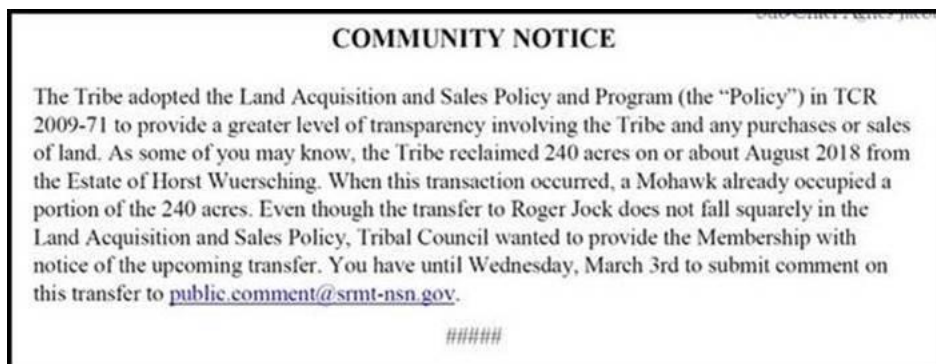 COMMUNITY NOTICE
The Tribe adopted the Land Acquisition and Sales Policy and Program (the “Policy”) in TCR
2009-71 to provide a greater level of transparency involving the Tribe and any purchases or sales
of land. As some of you may know, the Tribe reclaimed 240 acres on or about August 2018 from
the Estate of Horst Wuersching. When this transaction occurred, a Mohawk already occupied a
portion of the 240 acres. Even though the transfer to Roger Jock does not fall squarely in the
Land Acquisition and Sales Policy, Tribal Council wanted to provide the Membership with
notice of the upcoming transfer. You have until Wednesday, March 3rd to submit comment on
this transfer to public.comment@srmt-nsn.gov.
#####